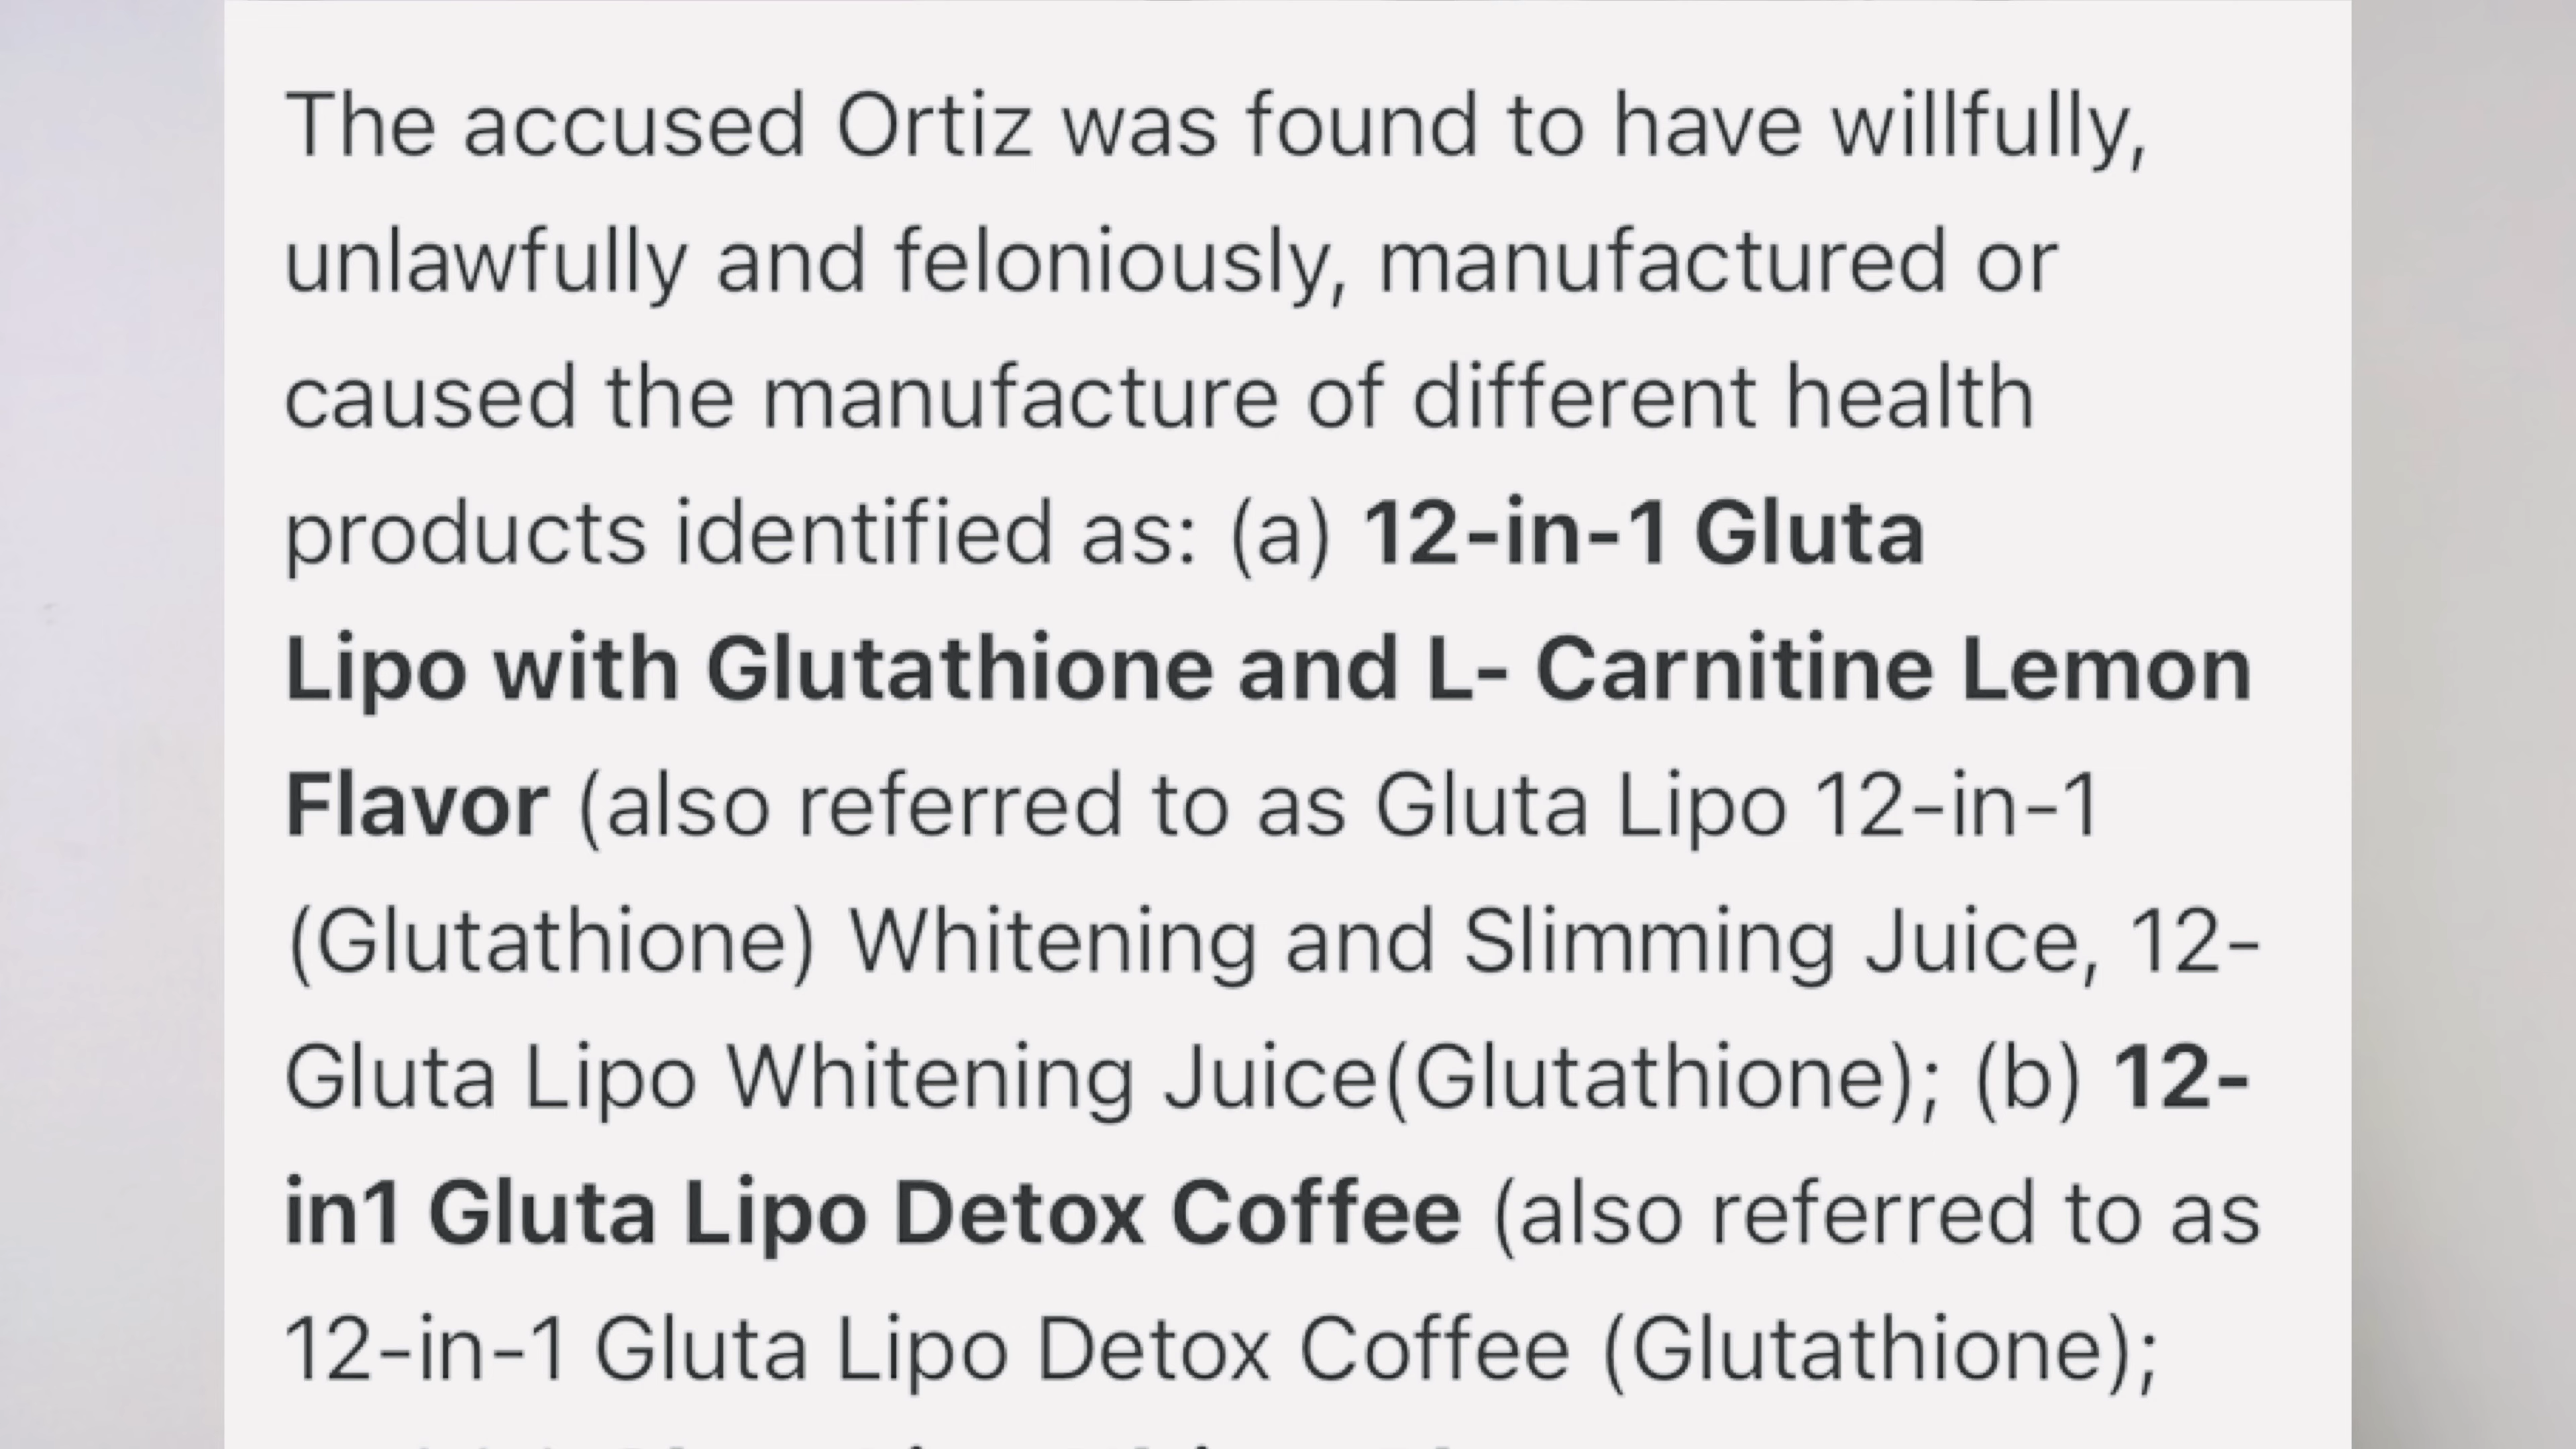 The accused Ortiz was found to have willfully,
unlawfully and feloniously, manufactured or
caused the manufacture of different health
products identified as: (a) 12-in-1 Gluta
Lipo with Glutathione and L- Carnitine Lemon
Flavor (also referred to as Gluta Lipo 12-in-1
(Glutathione) Whitening and Slimming Juice, 12-
Gluta Lipo Whitening Juice(Glutathione); (b) 12-
in1 Gluta Lipo Detox Coffee (also referred to as
12-in-1 Gluta Lipo Detox Coffee (Glutathione);